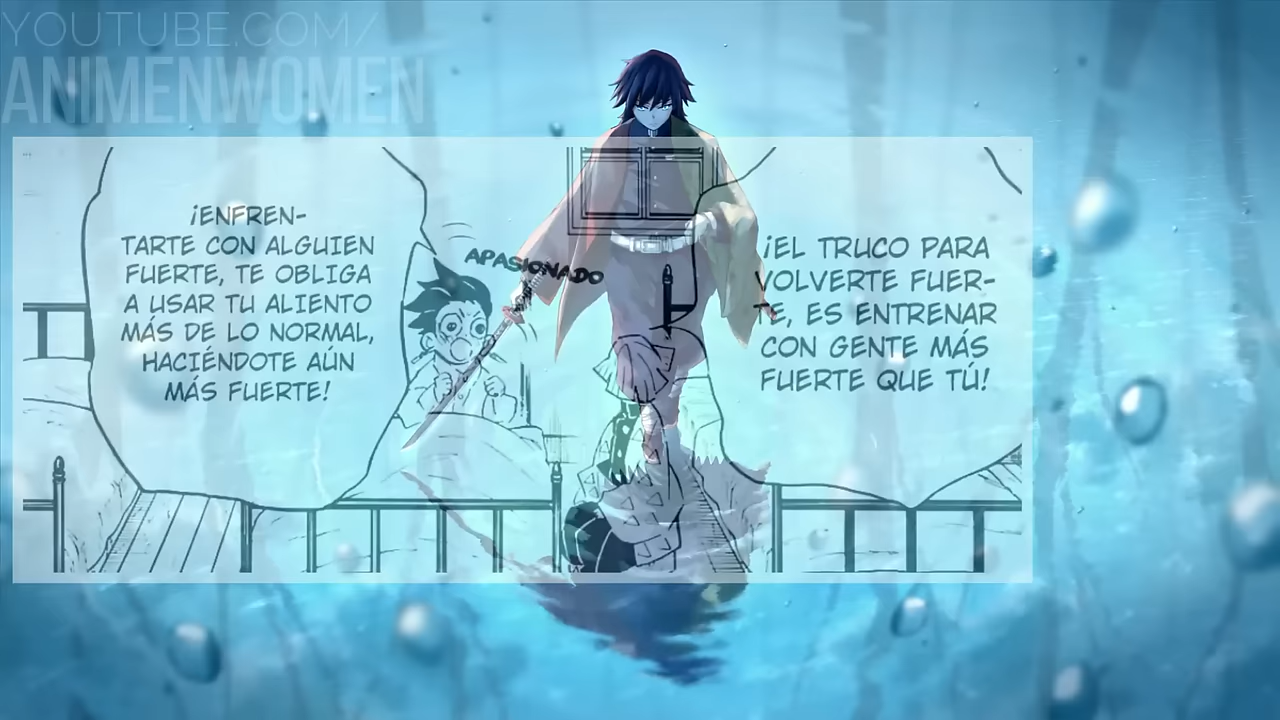 YOUTUBE.COM/
ANIMENWOMEN
¡ENFREN-
TARTE CON ALGUIEN
FUERTE, TE OBLIGA
A USAR TU ALIENTO
MÁS DE LO NORMAL,
HACIÉNDOTE AÚN
MÁS FUERTE!
APASIONADO
¡EL TRUCO PARA
VOLVERTE FUER-
TE, ES ENTRENAR
CON GENTE MÁS
FUERTE QUE TÚ!